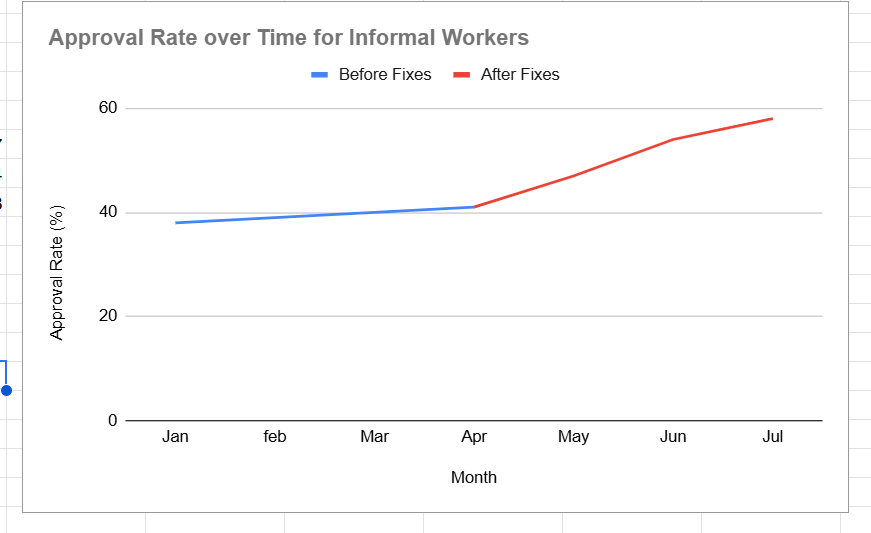 Approval Rate over Time for Informal Workers
Before Fixes After Fixes
60
40
20
0
Approval Rate (%)
Jan feb Mar Apr May Jun Jul
Month